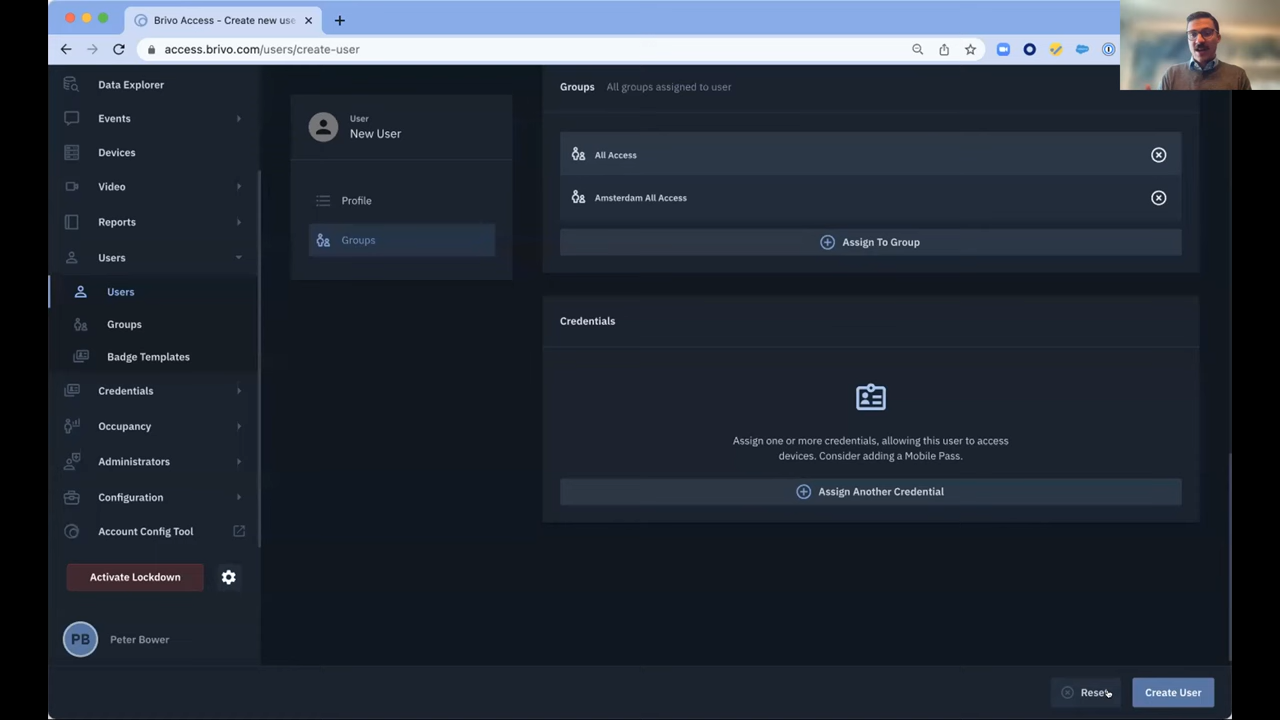 Brivo Access - Create new use
access.brivo.com/users/create-user
Data Explorer
Events
Devices
Video
Reports
Users
Users
Groups
Badge Templates
Credentials
Occupancy
Administrators
Configuration
Account Config Tool
Activate Lockdown
PB Peter Bower
User
New User
Profile
Groups
Groups All groups assigned to user
All Access
Amsterdam All Access
Assign To Group
Credentials
Assign one or more credentials, allowing this user to access
devices. Consider adding a Mobile Pass.
Assign Another Credential
Reset
Create User